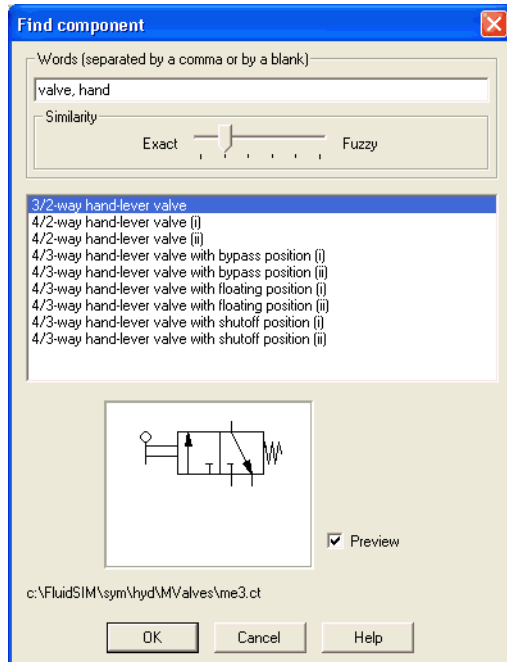 Find component
Words (separated by a comma or by a blank)
valve, hand
Similarity
Exact
Fuzzy
3/2-way hand-lever valve
4/2-way hand-lever valve (i)
4/2-way hand-lever valve (ii)
4/3-way hand-lever valve with bypass position (i)
4/3-way hand-lever valve with bypass position (ii)
4/3-way hand-lever valve with floating position (i)
4/3-way hand-lever valve with floating position (ii)
4/3-way hand-lever valve with shutoff position (i)
4/3-way hand-lever valve with shutoff position (ii)
Preview
c:\FluidSIM\sym\hyd\MValves\me3.ct
OK
Cancel
Help